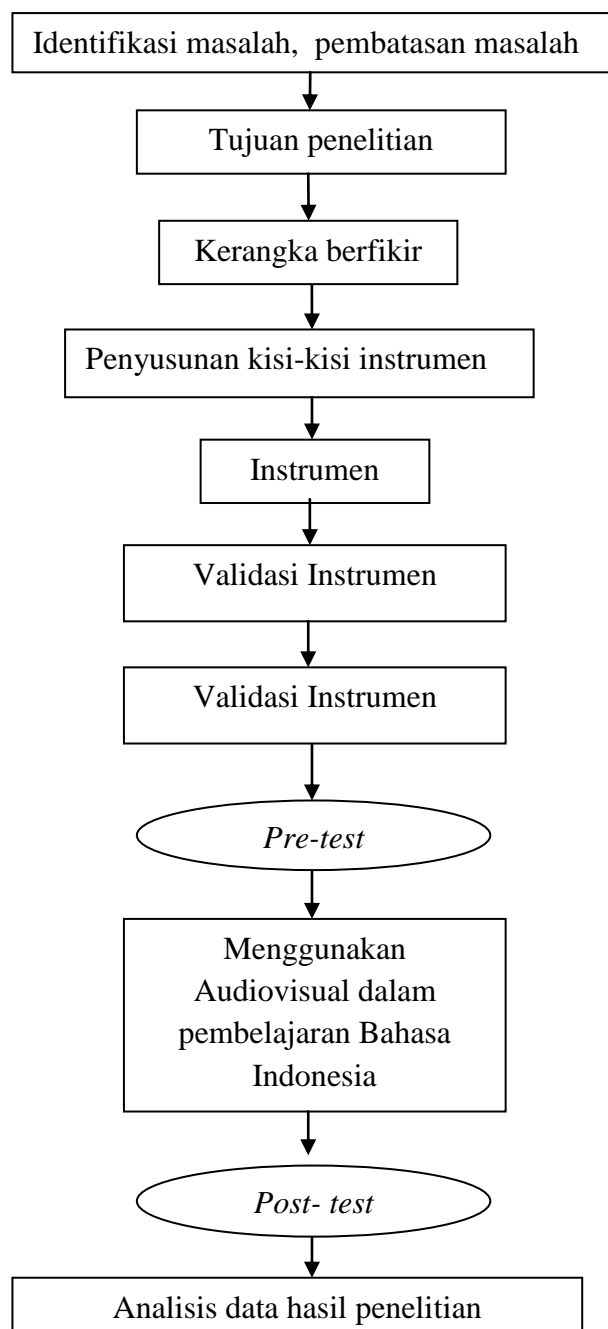 Identifikasi masalah, pembatasan masalah
Tujuan penelitian
Kerangka berfikir
Penyusunan kisi-kisi instrumen
Instrumen
Validasi Instrumen
Validasi Instrumen
Pre-test
Menggunakan
Audiovisual dalam
pembelajaran Bahasa
Indonesia
Post- test
Analisis data hasil penelitian